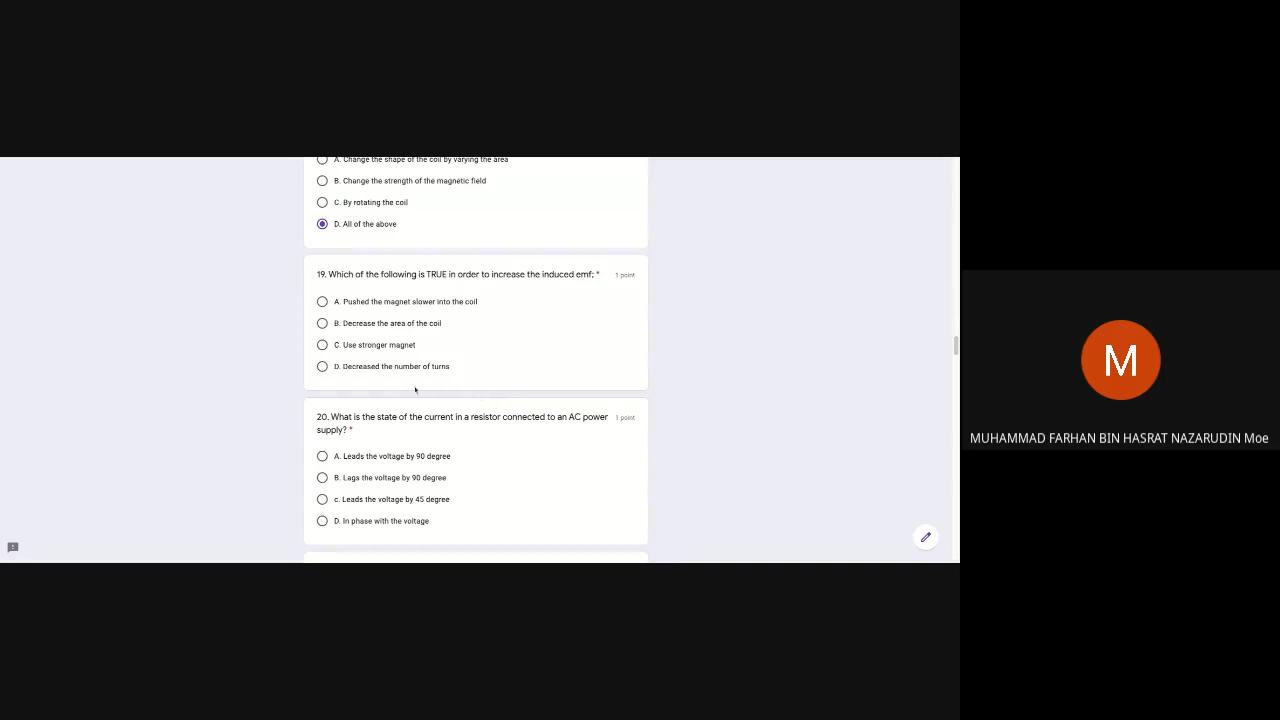 A. Change the shape of the coil by varying the area
B. Change the strength of the magnetic field
C. By rotating the coil
D. All of the above
19. Which of the following is TRUE in order to increase the induced emf; * 1 point
A. Pushed the magnet slower into the coil
B. Decrease the area of the coil
C. Use stronger magnet
D. Decreased the number of turns
20. What is the state of the current in a resistor connected to an AC power 1 point
supply? *
A. Leads the voltage by 90 degree
B. Lags the voltage by 90 degree
c. Leads the voltage by 45 degree
D. In phase with the voltage
M
MUHAMMAD FARHAN BIN HASRAT NAZARUDIN Moe